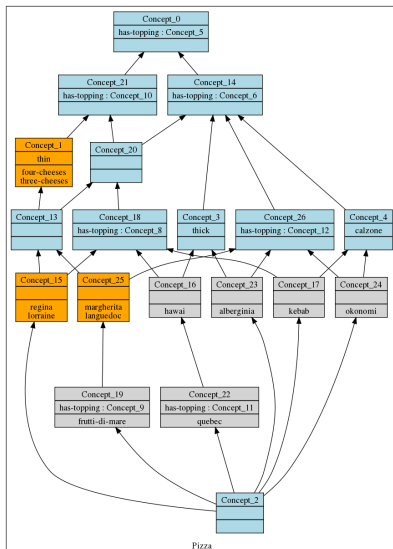 Concept_0
has-topping : Concept_5
Concept_21
has-topping : Concept_10
Concept_14
has-topping : Concept_6
Concept_1
thin
four-cheeses
three-cheeses
Concept_20
Concept_13
Concept_18
has-topping : Concept_8
Concept_3
thick
Concept_26
has-topping : Concept_12
Concept_4
calzone
Concept_15
regina
lorraine
Concept_25
margherita
languedoc
Concept_16
hawai
Concept_23
alberginia
Concept_17
kebab
Concept_24
okonomi
Concept_19
has-topping : Concept_9
frutti-di-mare
Concept_22
has-topping : Concept_11
quebec
Concept_2
Pizza